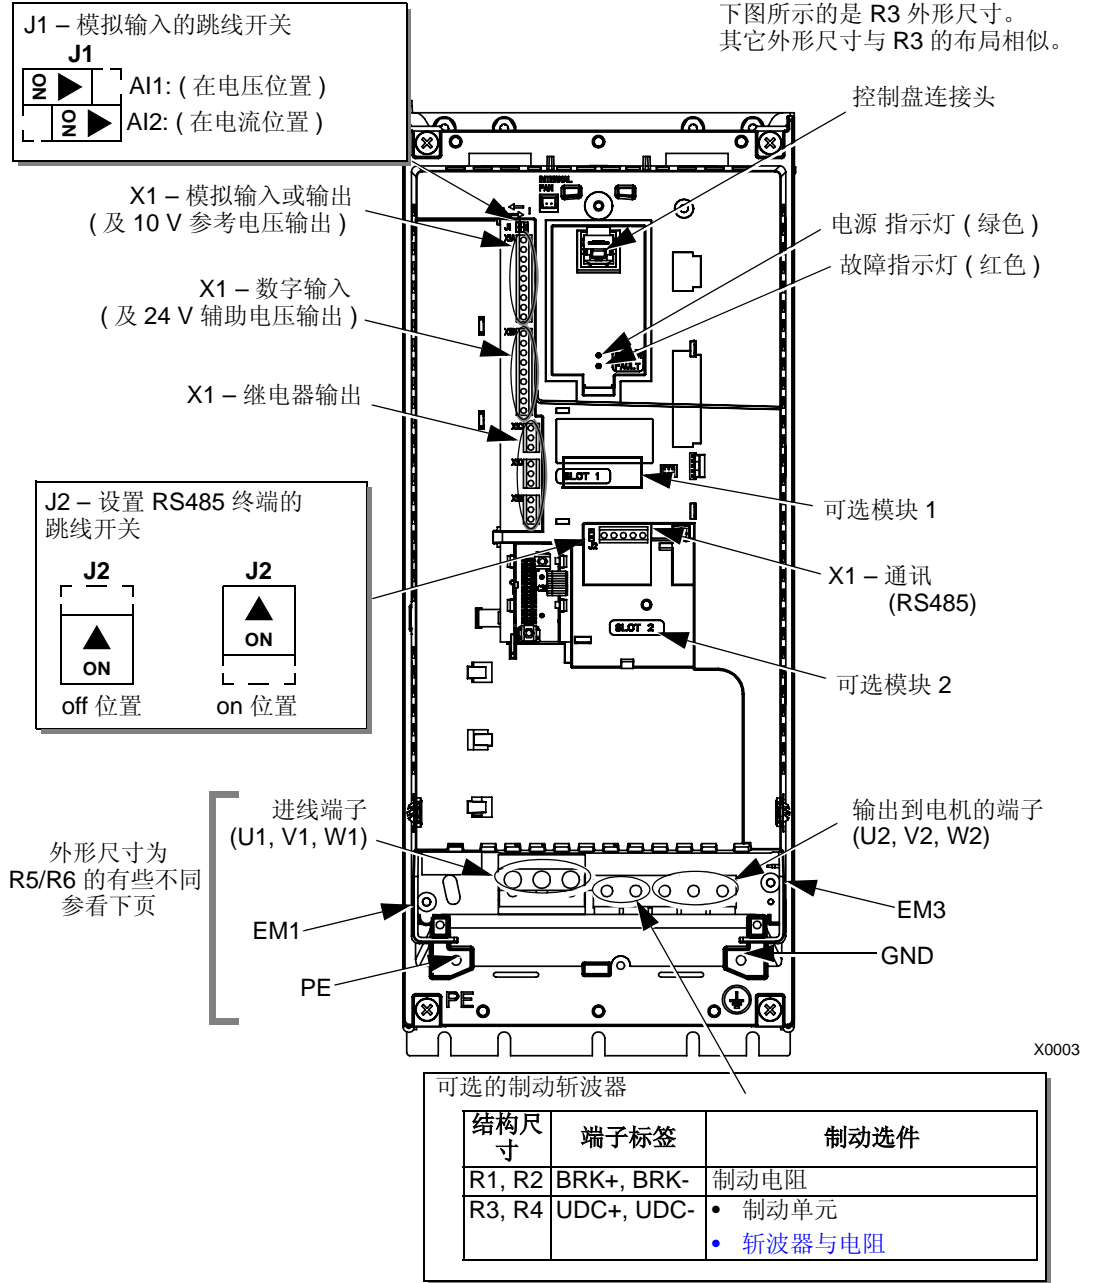 下图所示的是 R3 外形尺寸。
其它外形尺寸与 R3 的布局相似。
J1 – 模拟输入的跳线开关
J1
ON
AI1: ( 在电压位置 )
ON
AI2: ( 在电流位置 )
控制盘连接头
X1 – 模拟输入或输出
( 及 10 V 参考电压输出 )
电源 指示灯 ( 绿色 )
故障指示灯 ( 红色 )
X1 – 数字输入
( 及 24 V 辅助电压输出 )
X1 – 继电器输出
INTERNAL
FAN
J1
FAULT
SLOT 1
J2
SLOT 2
可选模块 1
J2 – 设置 RS485 终端的
跳线开关
J2
J2
ON
ON
off 位置
on 位置
X1 – 通讯
(RS485)
可选模块 2
进线端子
(U1, V1, W1)
输出到电机的端子
(U2, V2, W2)
外形尺寸为
R5/R6 的有些不同
参看下页
EM1
EM3
GND
PE
PE
X0003
可选的制动斩波器
结构尺寸
端子标签
制动选件
R1, R2
BRK+, BRK-
制动电阻
R3, R4
UDC+, UDC-
• 制动单元
• 斩波器与电阻